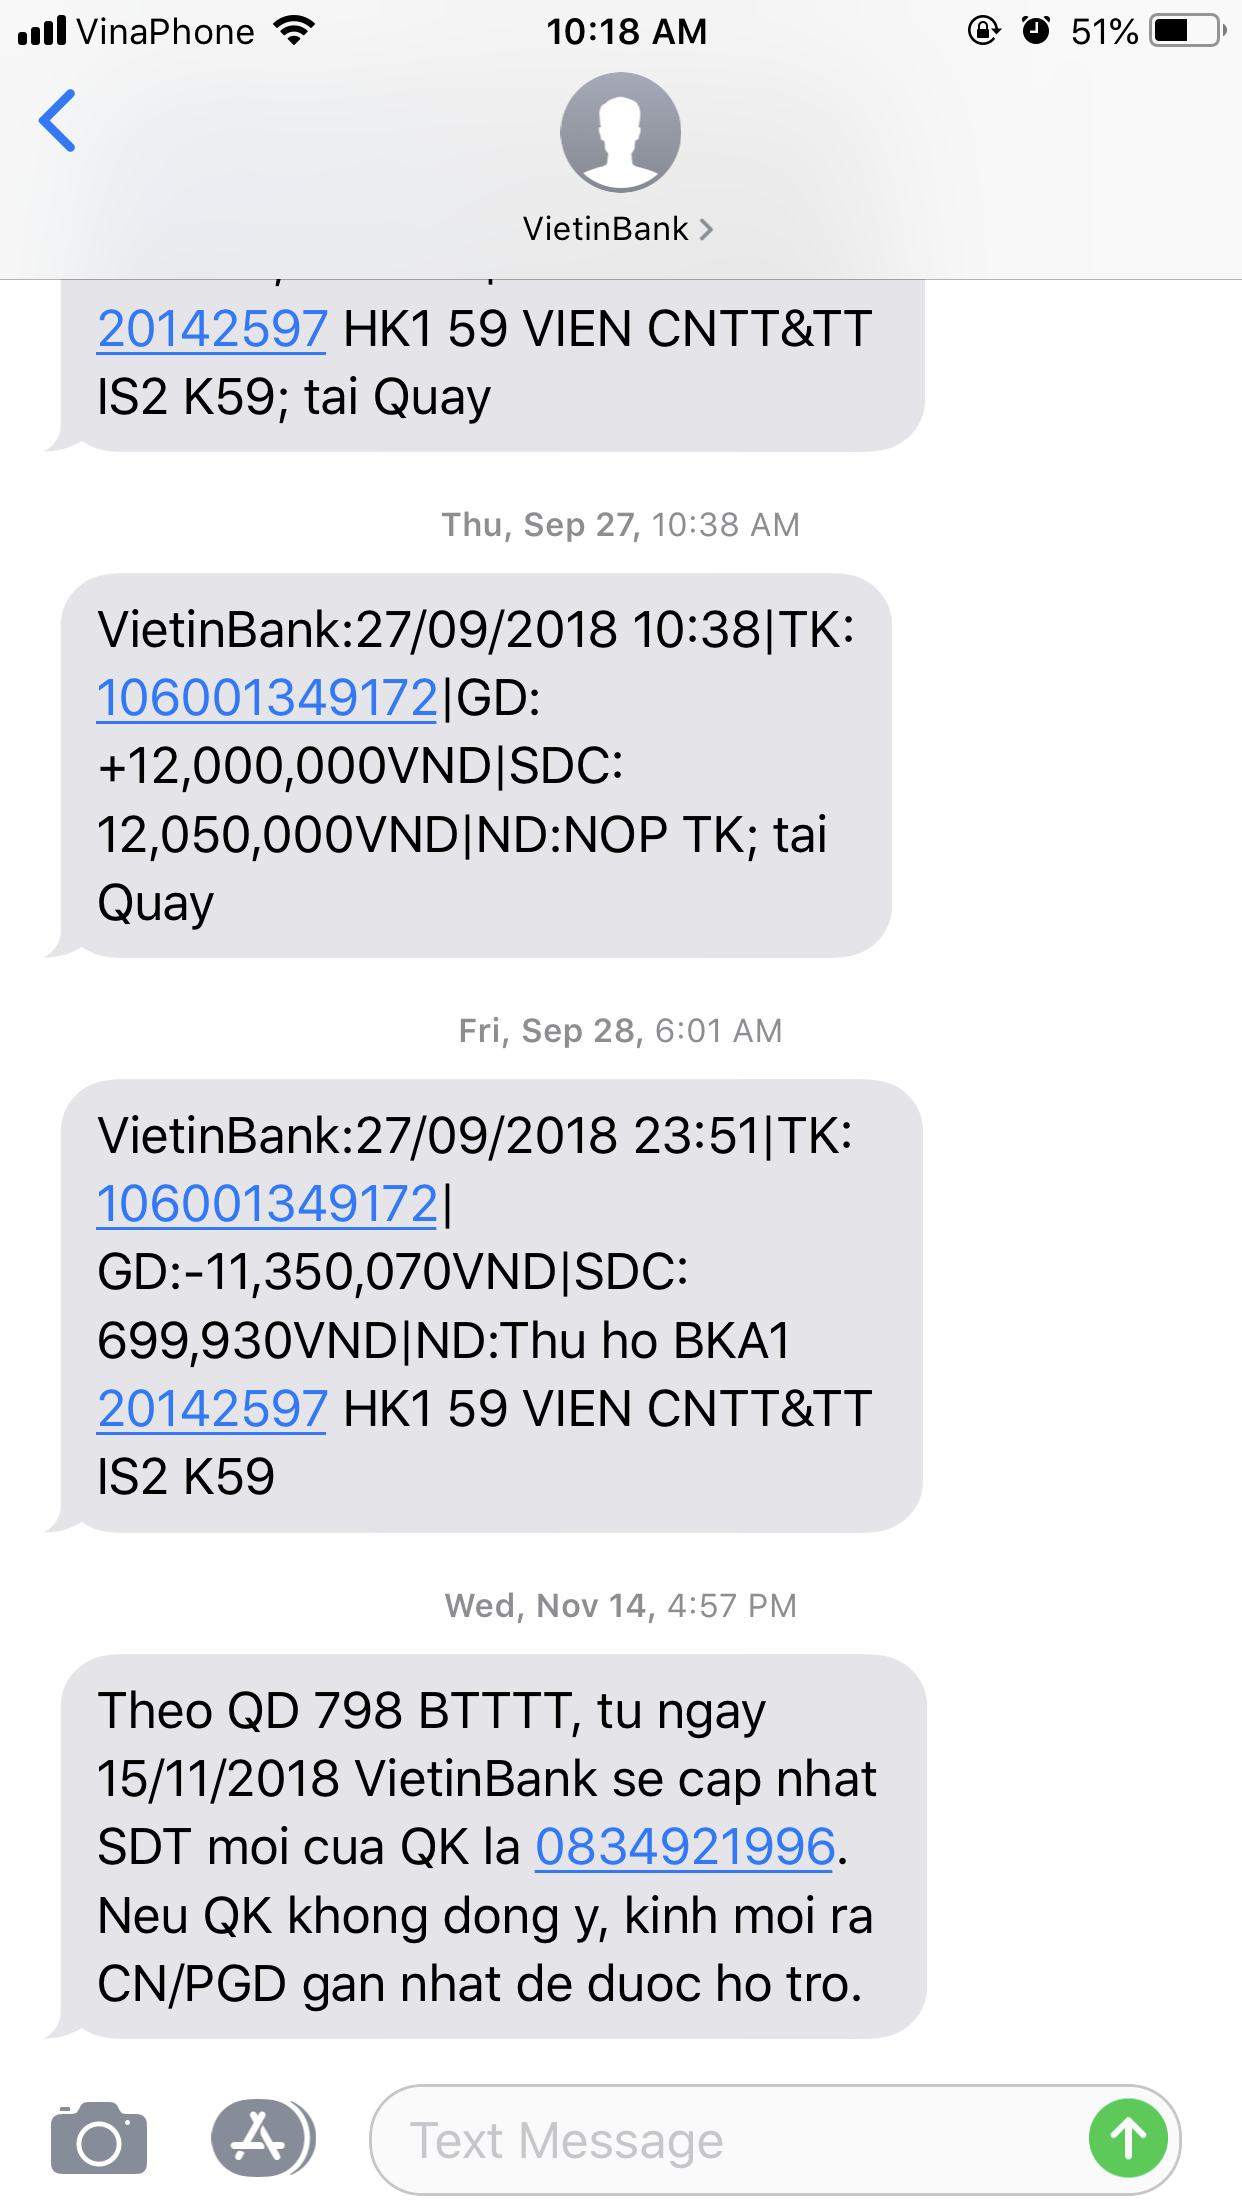 VinaPhone 10:18 AM 51%
VietinBank
20142597 HK1 59 VIEN CNTT&TT
IS2 K59; tai Quay
Thu, Sep 27, 10:38 AM
VietinBank:27/09/2018 10:38|TK:
106001349172|GD:
+12,000,000VND|SDC:
12,050,000VND|ND:NOP TK; tai
Quay
Fri, Sep 28, 6:01 AM
VietinBank:27/09/2018 23:51|TK:
106001349172|
GD:-11,350,070VND|SDC:
699,930VND|ND:Thu ho BKA1
20142597 HK1 59 VIEN CNTT&TT
IS2 K59
Wed, Nov 14, 4:57 PM
Theo QD 798 BTTTT, tu ngay
15/11/2018 VietinBank se cap nhat
SDT moi cua QK la 0834921996.
Neu QK khong dong y, kinh moi ra
CN/PGD gan nhat de duoc ho tro.
Text Message